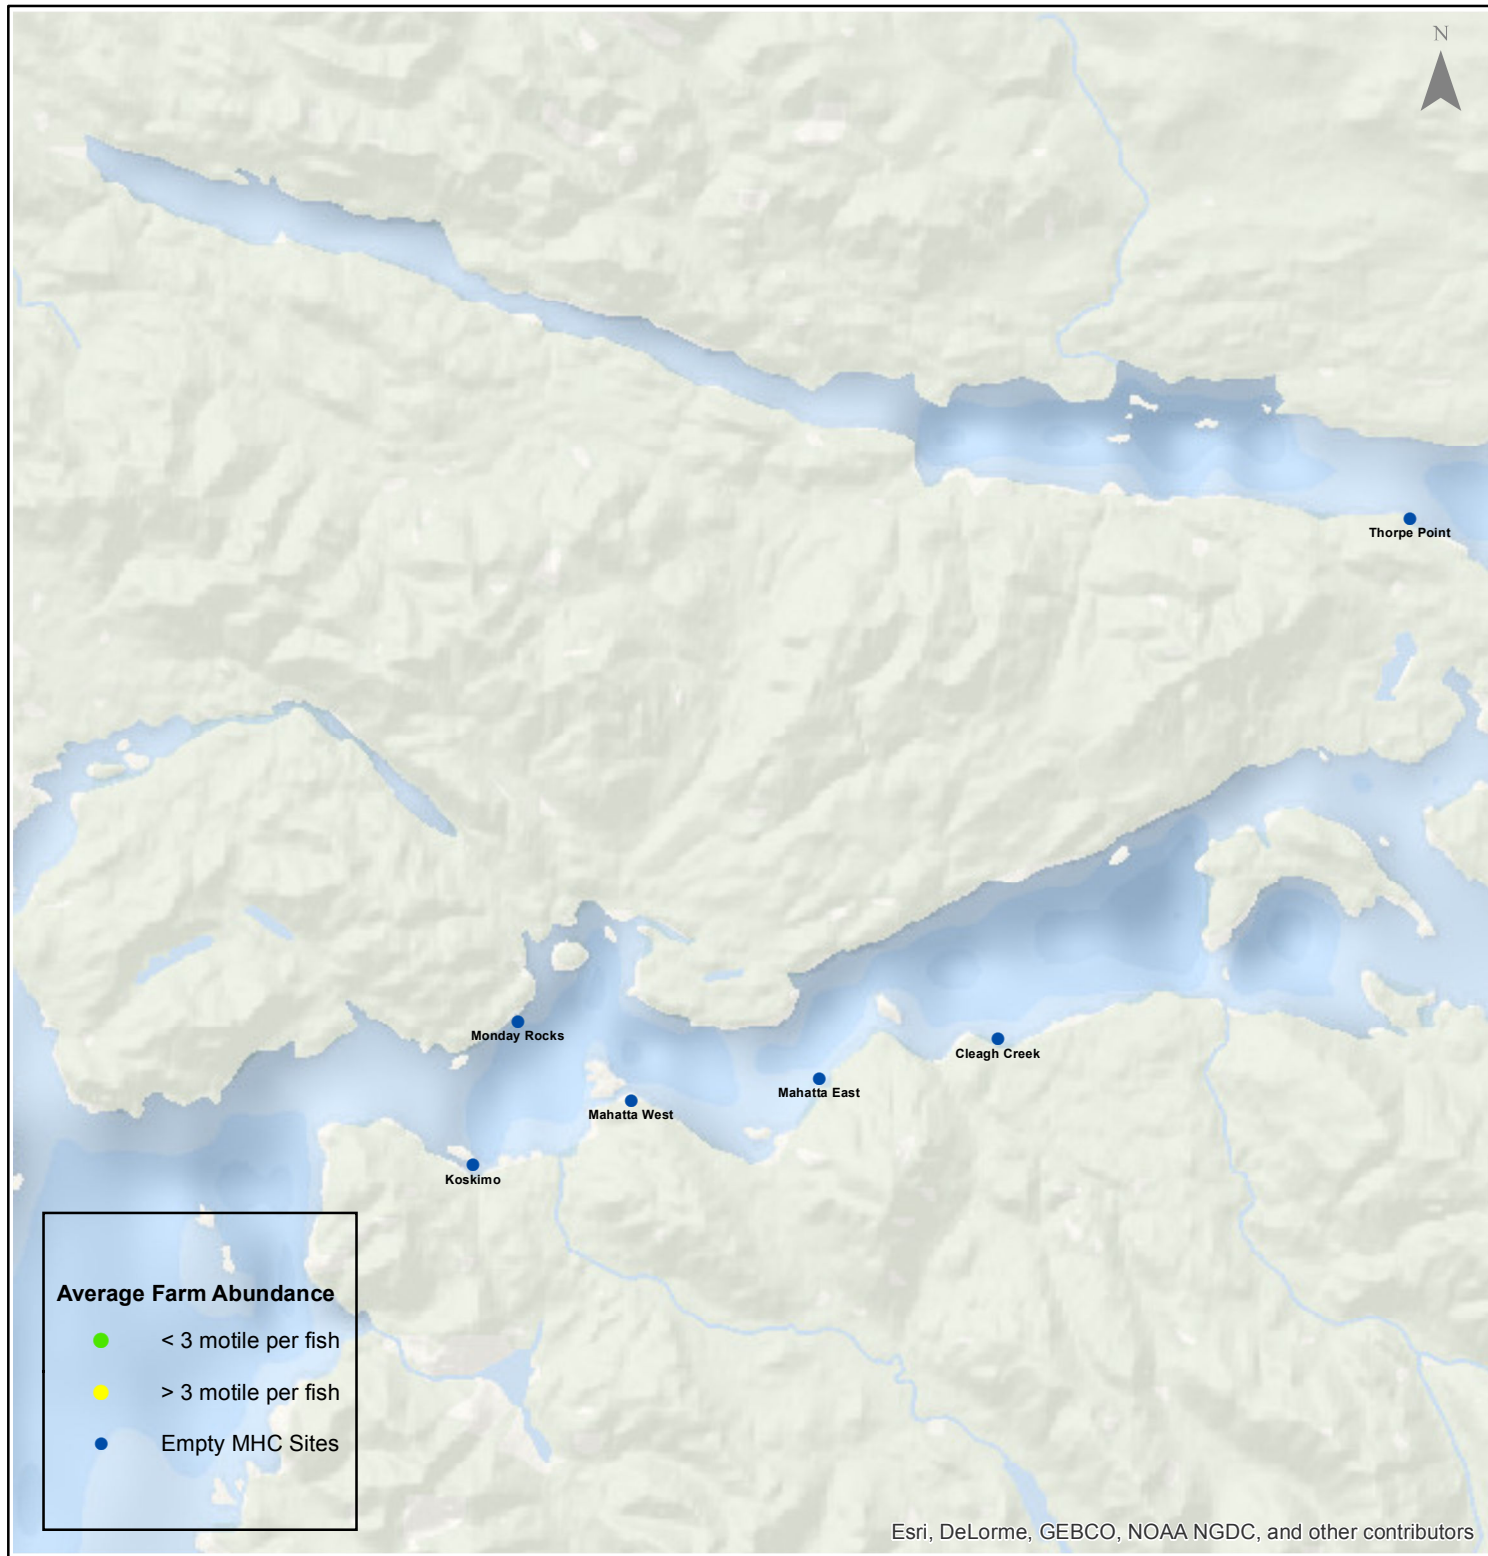 N
Thorpe Point
Monday Rocks
Cleagh Creek
Mahatta East
Mahatta West
Koskimo
Average Farm Abundance
< 3 motile per fish
> 3 motile per fish
Empty MHC Sites
Esri, DeLorme, GEBCO, NOAA NGDC, and other contributors